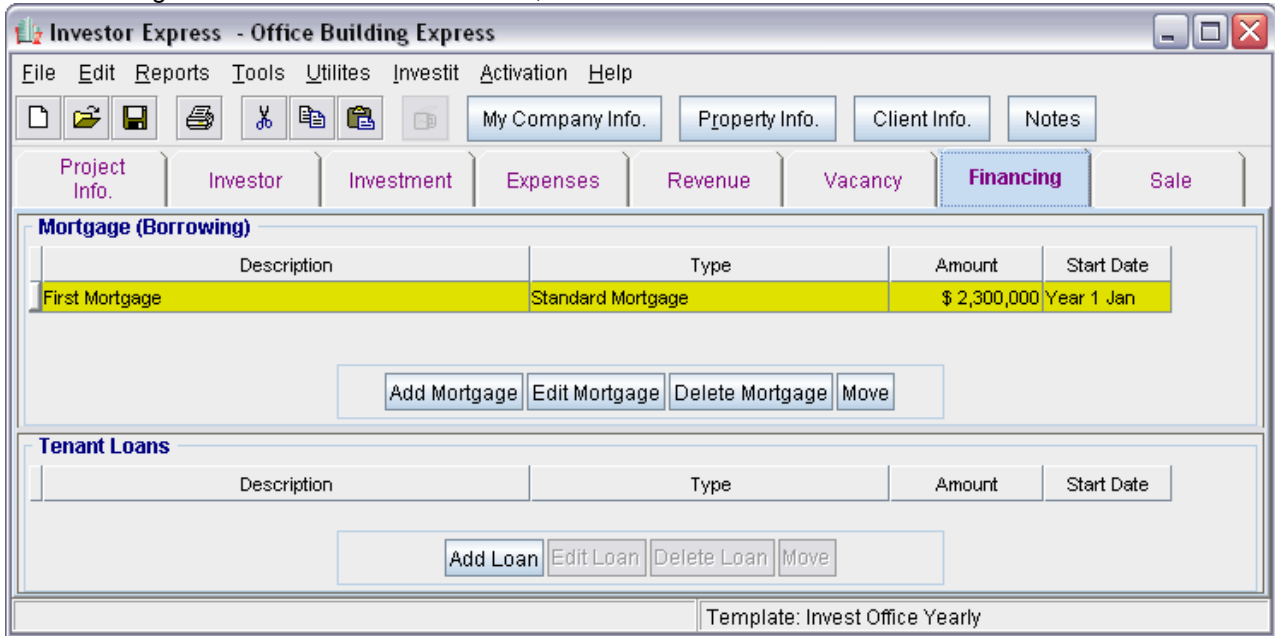 Investor Express - Office Building Express
File Edit Reports Tools Utilites Investit Activation Help
My Company Info. Property Info. Client Info. Notes
Project Info. Investor Investment Expenses Revenue Vacancy Financing Sale
Mortgage (Borrowing)
Description Type Amount Start Date
First Mortgage Standard Mortgage $ 2,300,000 Year 1 Jan
Add Mortgage Edit Mortgage Delete Mortgage Move
Tenant Loans
Description Type Amount Start Date
Add Loan Edit Loan Delete Loan Move
Template: Invest Office Yearly